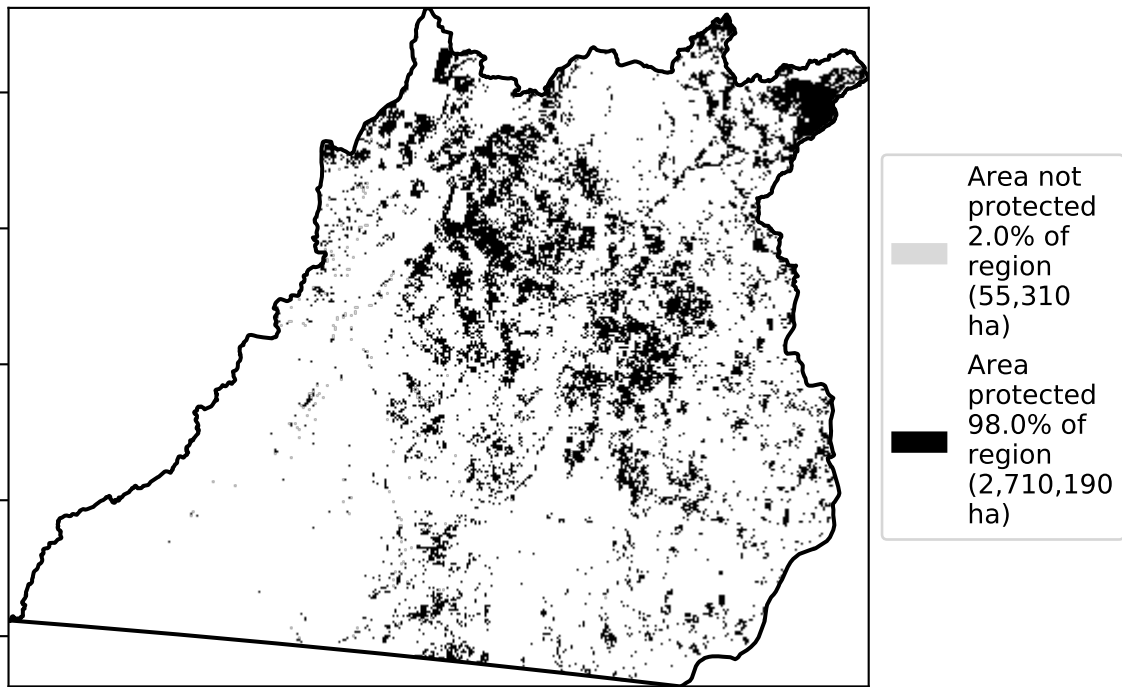 Area not
protected
2.0% of
region
(55,310
ha)
Area
protected
98.0% of
region
(2,710,190
ha)